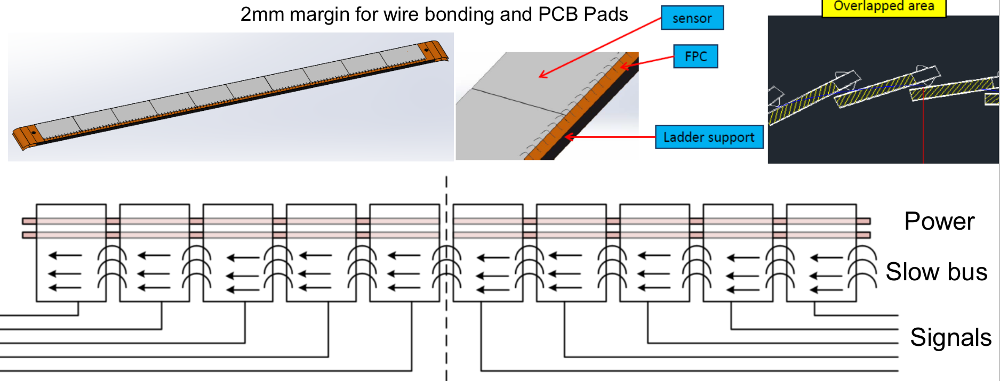 2mm margin for wire bonding and PCB Pads
sensor
FPC
Ladder support
Overlapped area
Power
Slow bus
Signals